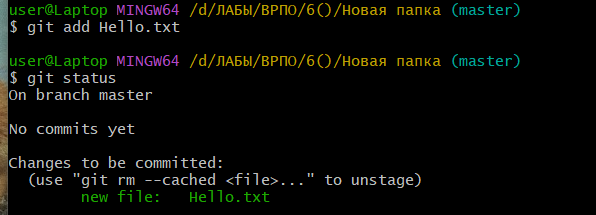 user@Laptop MINGW64 /d/ЛАБЫ/ВРПО/6()/Новая папка (master)
$ git add Hello.txt
user@Laptop MINGW64 /d/ЛАБЫ/ВРПО/6()/Новая папка (master)
$ git status
On branch master
No commits yet
Changes to be committed:
  (use "git rm --cached <file>..." to unstage)
        new file:   Hello.txt